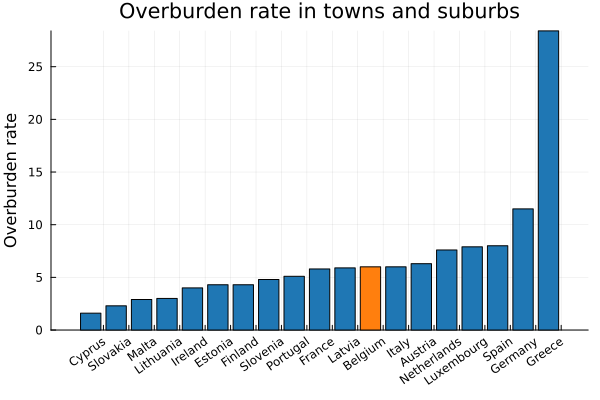 Overburden rate in towns and suburbs
Overburden rate
25
20
15
10
5
0
Cyprus
Slovakia
Malta
Lithuania
Ireland
Estonia
Finland
Slovenia
Portugal
France
Latvia
Belgium
Italy
Austria
Netherlands
Luxembourg
Spain
Germany
Greece